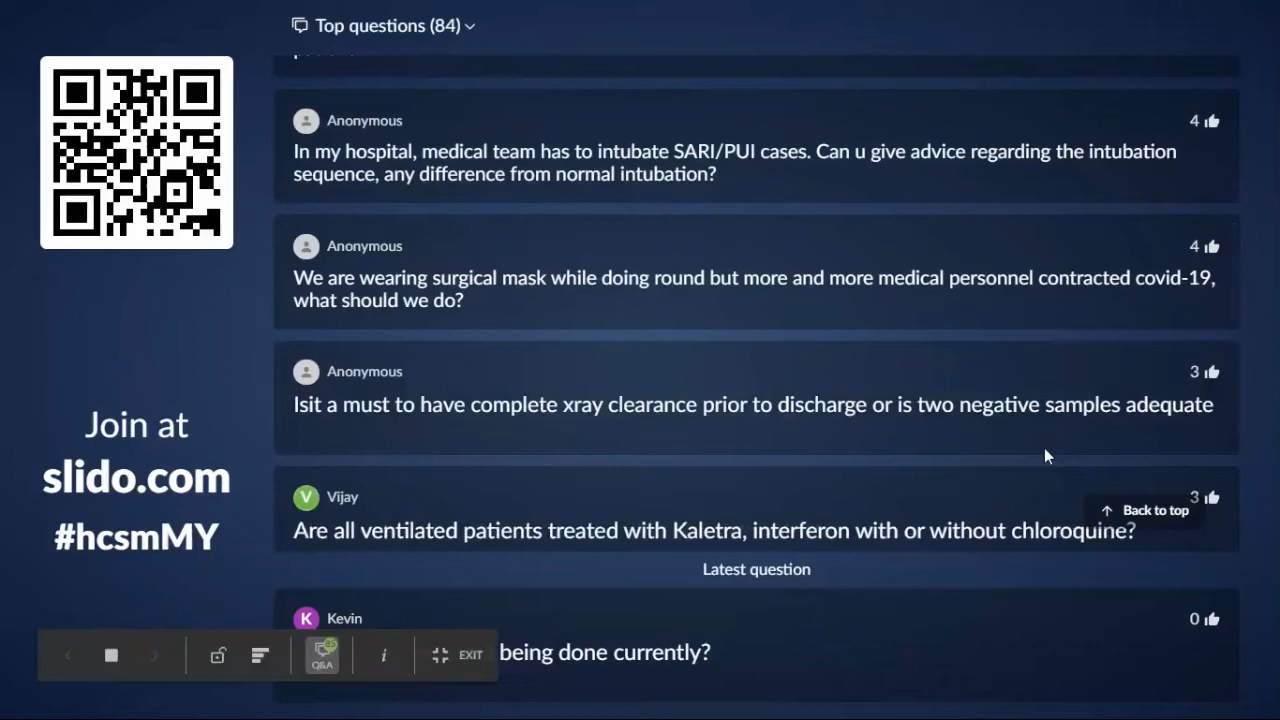 Top questions (84)
Anonymous
4
In my hospital, medical team has to intubate SARI/PUI cases. Can u give advice regarding the intubation
sequence, any difference from normal intubation?
Anonymous
4
We are wearing surgical mask while doing round but more and more medical personnel contracted covid-19,
what should we do?
Anonymous
3
Isit a must to have complete xray clearance prior to discharge or is two negative samples adequate
Vijay
3
Back to top
Are all ventilated patients treated with Kaletra, interferon with or without chloroquine?
Latest question
Kevin
0
being done currently?
Join at
slido.com
#hcsmMY
Q&A
i
EXIT